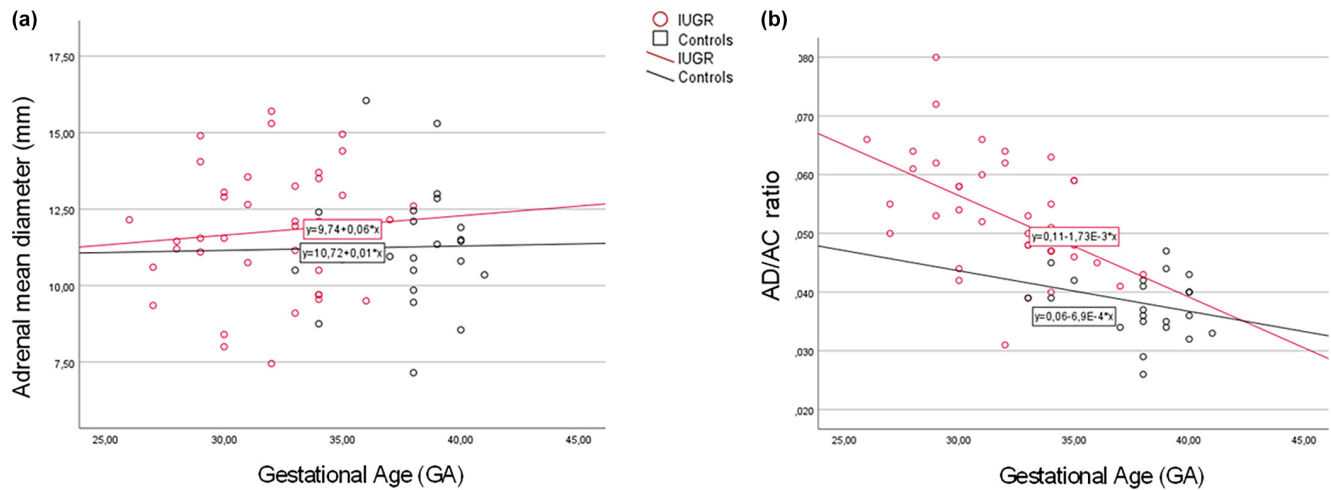 (a)
17,50
15,00
12,50
10,00
7,50
Adrenal mean diameter (mm)
y=9,74+0,06*x
y=10,72+0,01*x
25,00 30,00 35,00 40,00 45,00
Gestational Age (GA)
IUGR
Controls
IUGR
Controls
(b)
,080
,070
,060
,050
,040
,030
,020
AD/AC ratio
y=0,11-1,73E-3*x
y=0,06-6,9E-4*x
25,00 30,00 35,00 40,00 45,00
Gestational Age (GA)